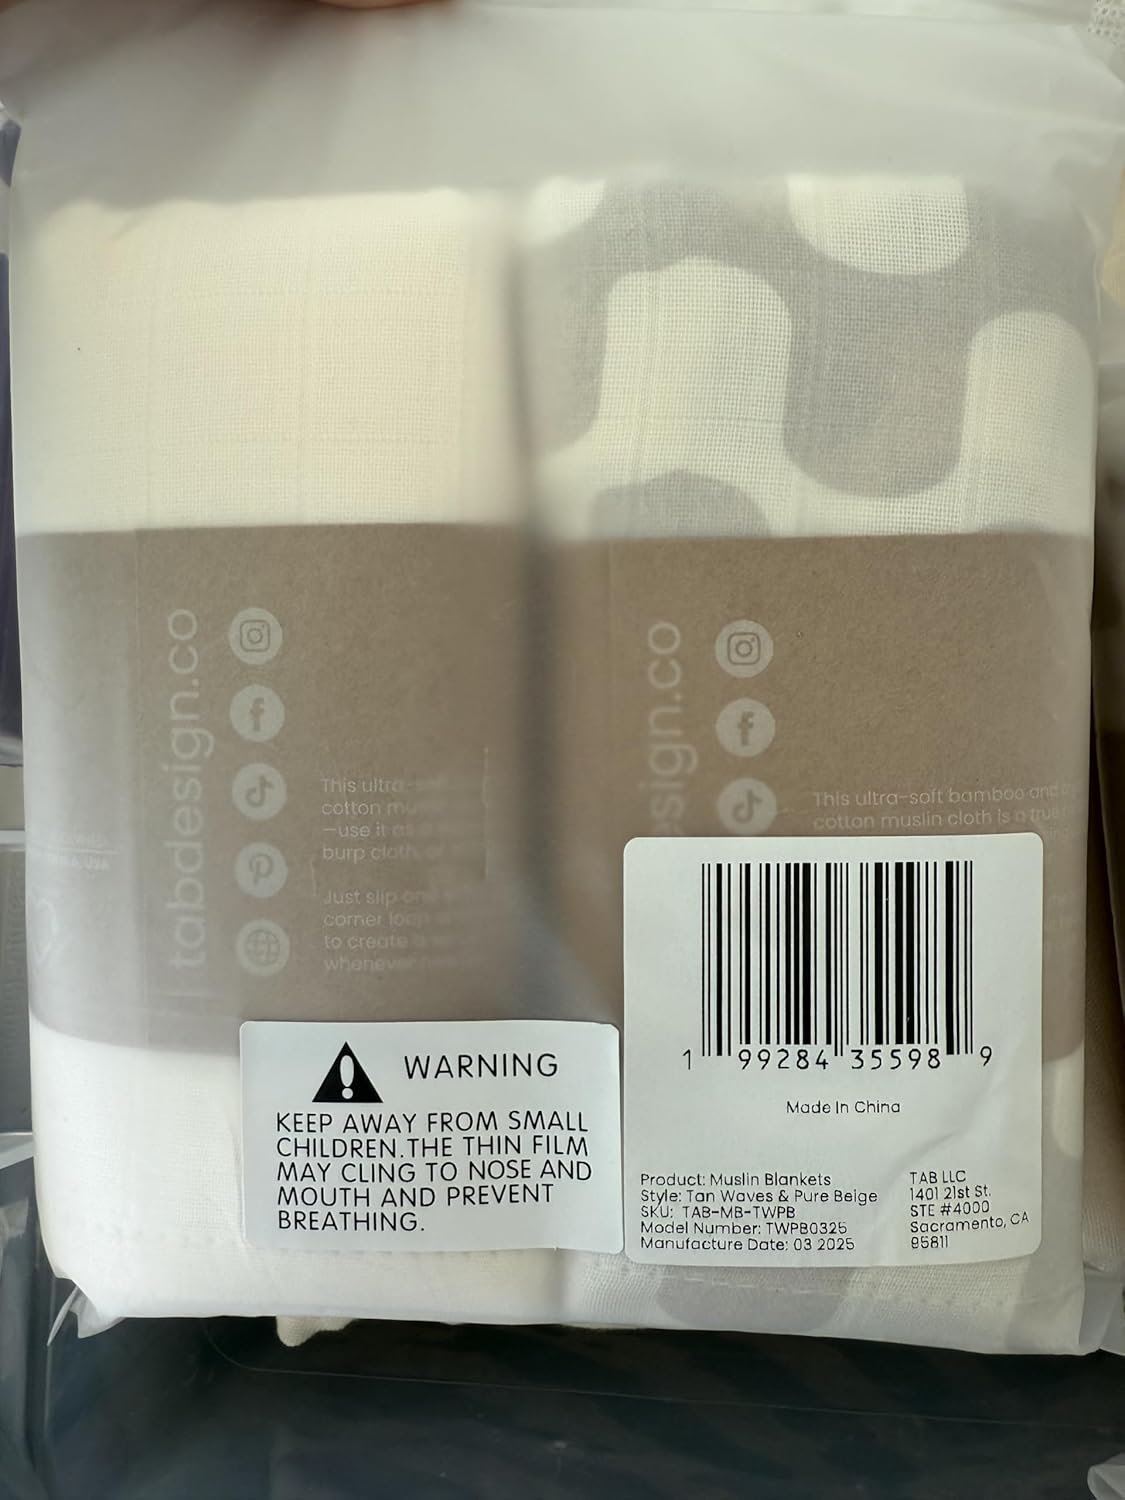 tabdesign.co
This ultra-soft
cotton
—use it as a
burp cloth, or
Just slip one
corner loop
to create a
whenever
esign.co
This ultra-soft bamboo and
cotton muslin cloth is a true
WARNING
KEEP AWAY FROM SMALL
CHILDREN.THE THIN FILM
MAY CLING TO NOSE AND
MOUTH AND PREVENT
BREATHING.
1 99284 35598 9
Made In China
Product: Muslin Blankets
Style: Tan Waves & Pure Beige
SKU: TAB-MB-TWPB
Model Number: TWPB0325
Manufacture Date: 03 2025
TAB LLC
1401 21st St.
STE #4000
Sacramento, CA
95811